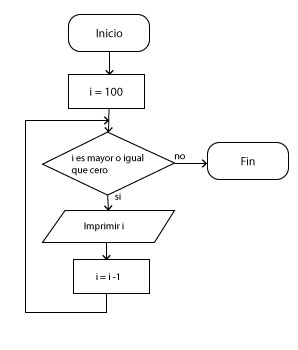 Inicio
i = 100
i es mayor o igual
que cero
no
Fin
si
Imprimir i
i = i -1